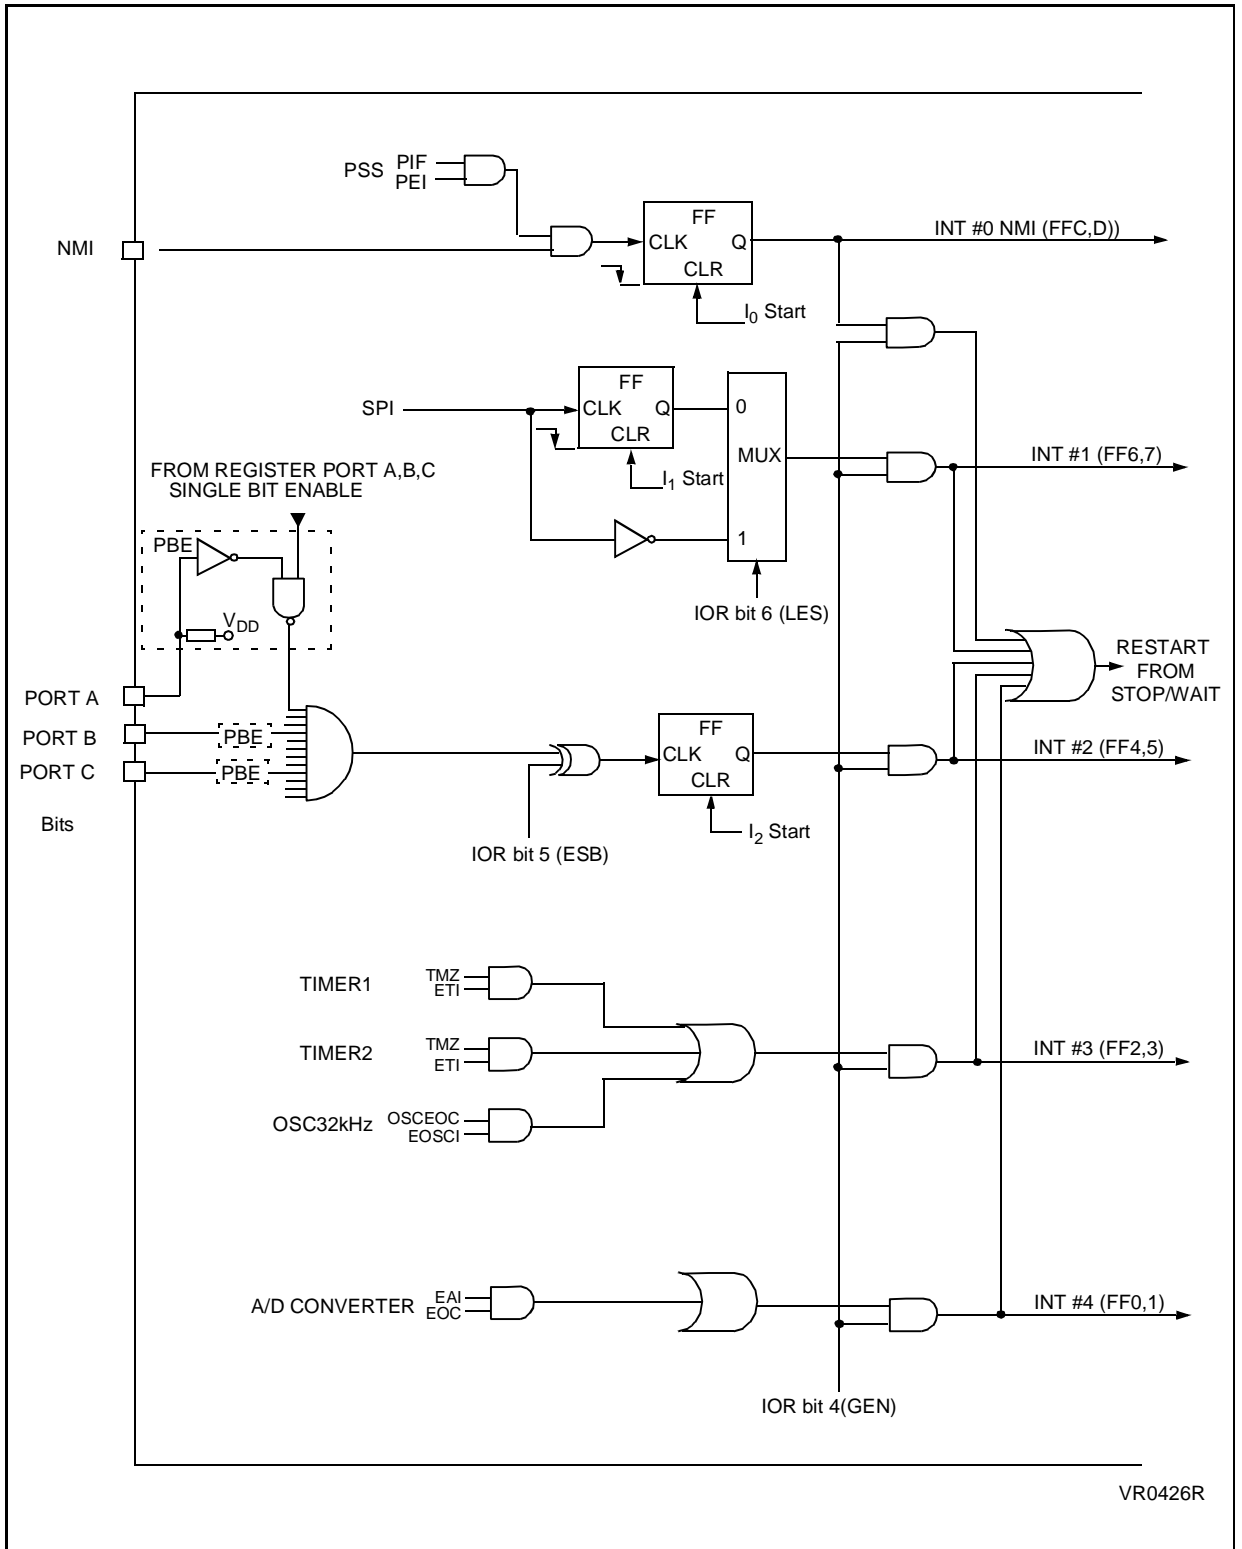 PSS
PIF
PEI
NMI
FF
CLK
Q
CLR
I0 Start
INT #0 NMI (FFC,D))
SPI
FF
CLK
Q
CLR
I1 Start
0
MUX
1
IOR bit 6 (LES)
INT #1 (FF6,7)
FROM REGISTER PORT A,B,C
SINGLE BIT ENABLE
PBE
VDD
PORT A
PORT B
PBE
PORT C
PBE
Bits
IOR bit 5 (ESB)
FF
CLK
Q
CLR
I2 Start
RESTART
FROM
STOP/WAIT
INT #2 (FF4,5)
TIMER1
TMZ
ETI
TIMER2
TMZ
ETI
OSC32kHz
OSCEOC
EOSCI
INT #3 (FF2,3)
A/D CONVERTER
EAI
EOC
INT #4 (FF0,1)
IOR bit 4(GEN)
VR0426R